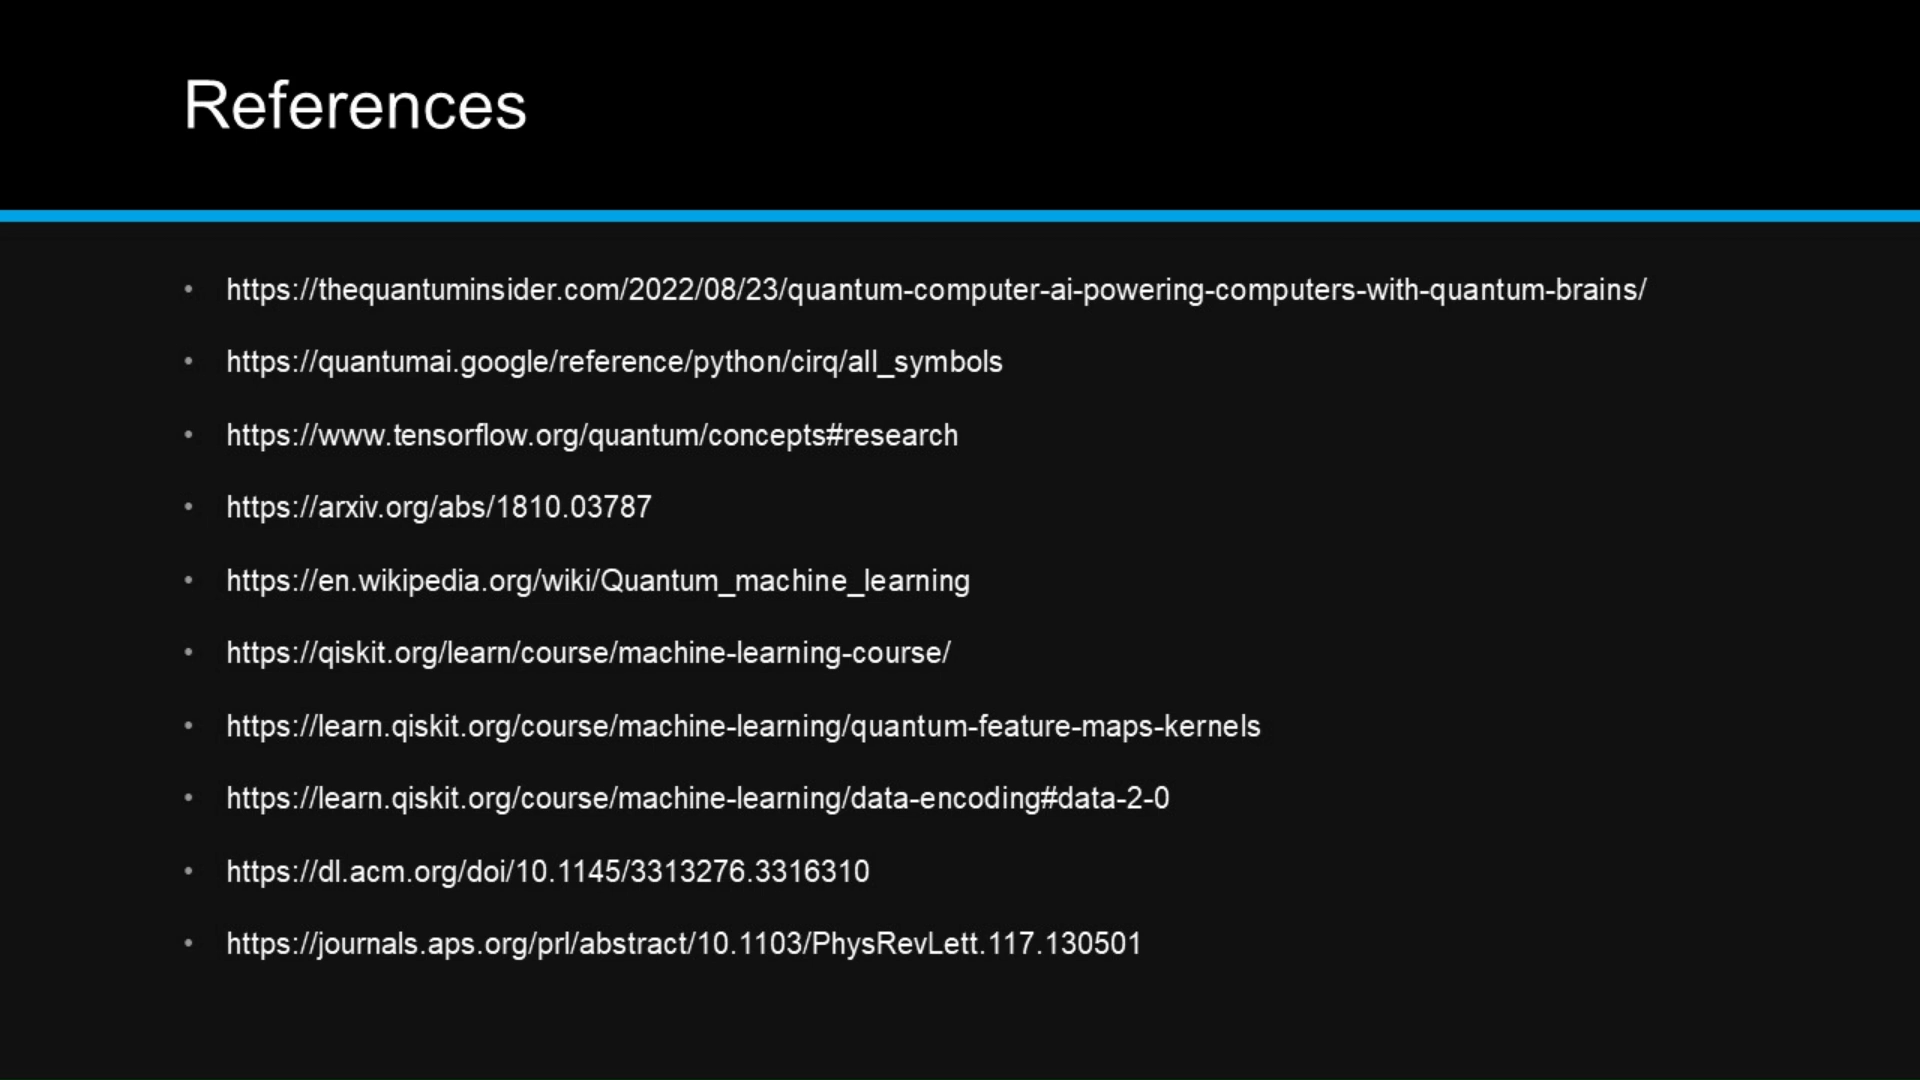 References
• https://thequantuminsider.com/2022/08/23/quantum-computer-ai-powering-computers-with-quantum-brains/
• https://quantumai.google/reference/python/cirq/all_symbols
• https://www.tensorflow.org/quantum/concepts#research
• https://arxiv.org/abs/1810.03787
• https://en.wikipedia.org/wiki/Quantum_machine_learning
• https://qiskit.org/learn/course/machine-learning-course/
• https://learn.qiskit.org/course/machine-learning/quantum-feature-maps-kernels
• https://learn.qiskit.org/course/machine-learning/data-encoding#data-2-0
• https://dl.acm.org/doi/10.1145/3313276.3316310
• https://journals.aps.org/prl/abstract/10.1103/PhysRevLett.117.130501